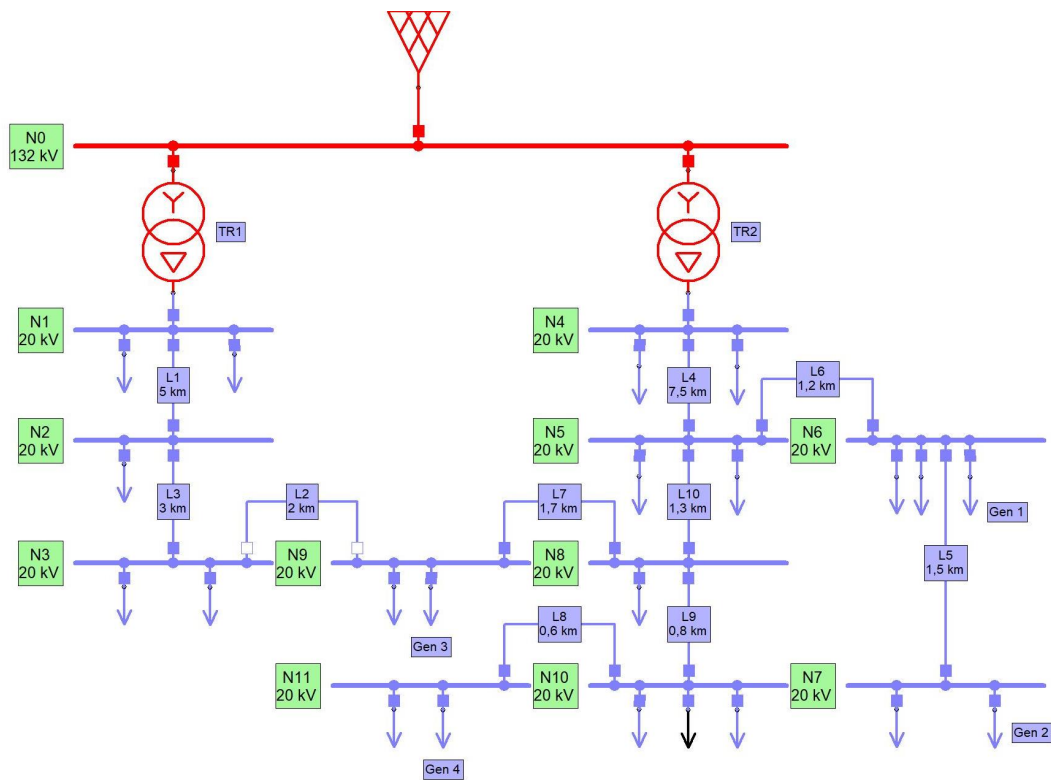 N0
132 kV
TR1
TR2
N1
20 kV
N4
20 kV
L1
5 km
L4
7,5 km
L6
1,2 km
N2
20 kV
N5
20 kV
N6
20 kV
L3
3 km
L2
2 km
L7
1,7 km
L10
1,3 km
Gen 1
N3
20 kV
N9
20 kV
N8
20 kV
L5
1,5 km
L8
0,6 km
L9
0,8 km
Gen 3
N11
20 kV
N10
20 kV
N7
20 kV
Gen 2
Gen 4